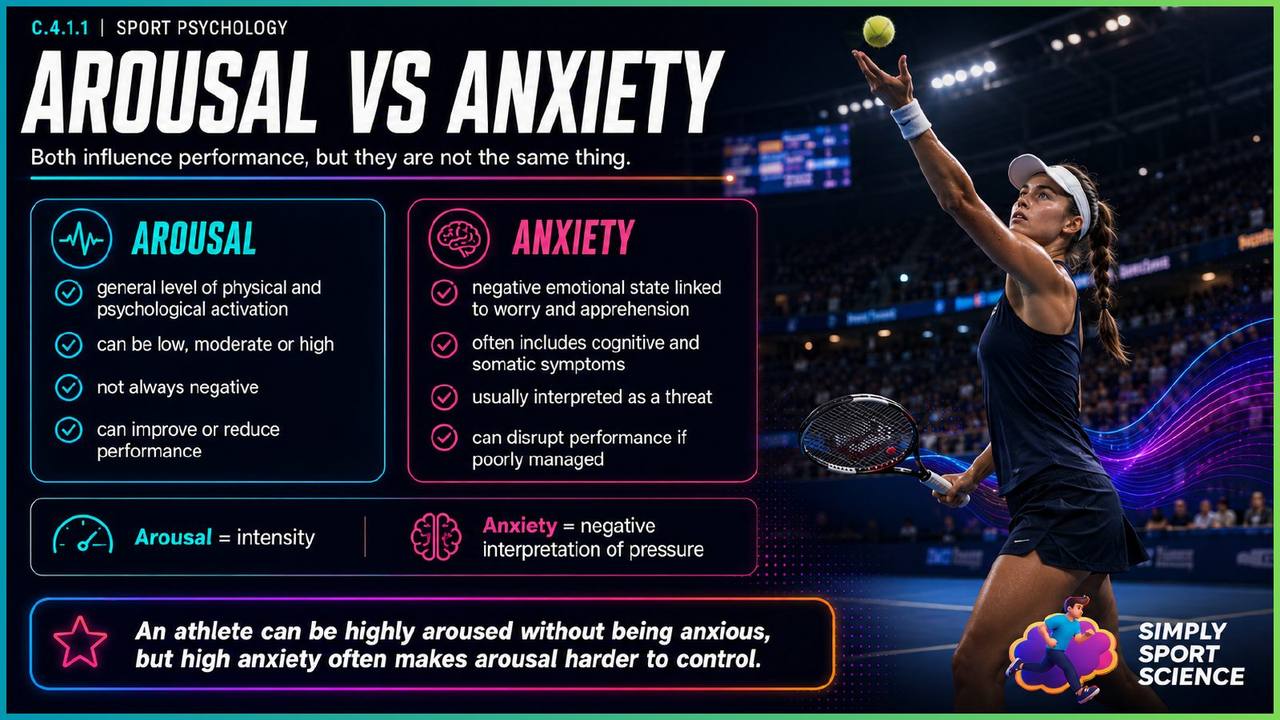 C.4.1.1 | SPORT PSYCHOLOGY
AROUSAL VS ANXIETY
Both influence performance, but they are not the same thing.
AROUSAL
general level of physical and
psychological activation
can be low, moderate or high
not always negative
can improve or reduce
performance
ANXIETY
negative emotional state linked
to worry and apprehension
often includes cognitive and
somatic symptoms
usually interpreted as a threat
can disrupt performance if
poorly managed
Arousal = intensity
Anxiety = negative
interpretation of pressure
An athlete can be highly aroused without being anxious,
but high anxiety often makes arousal harder to control.
SIMPLY
SPORT
SCIENCE